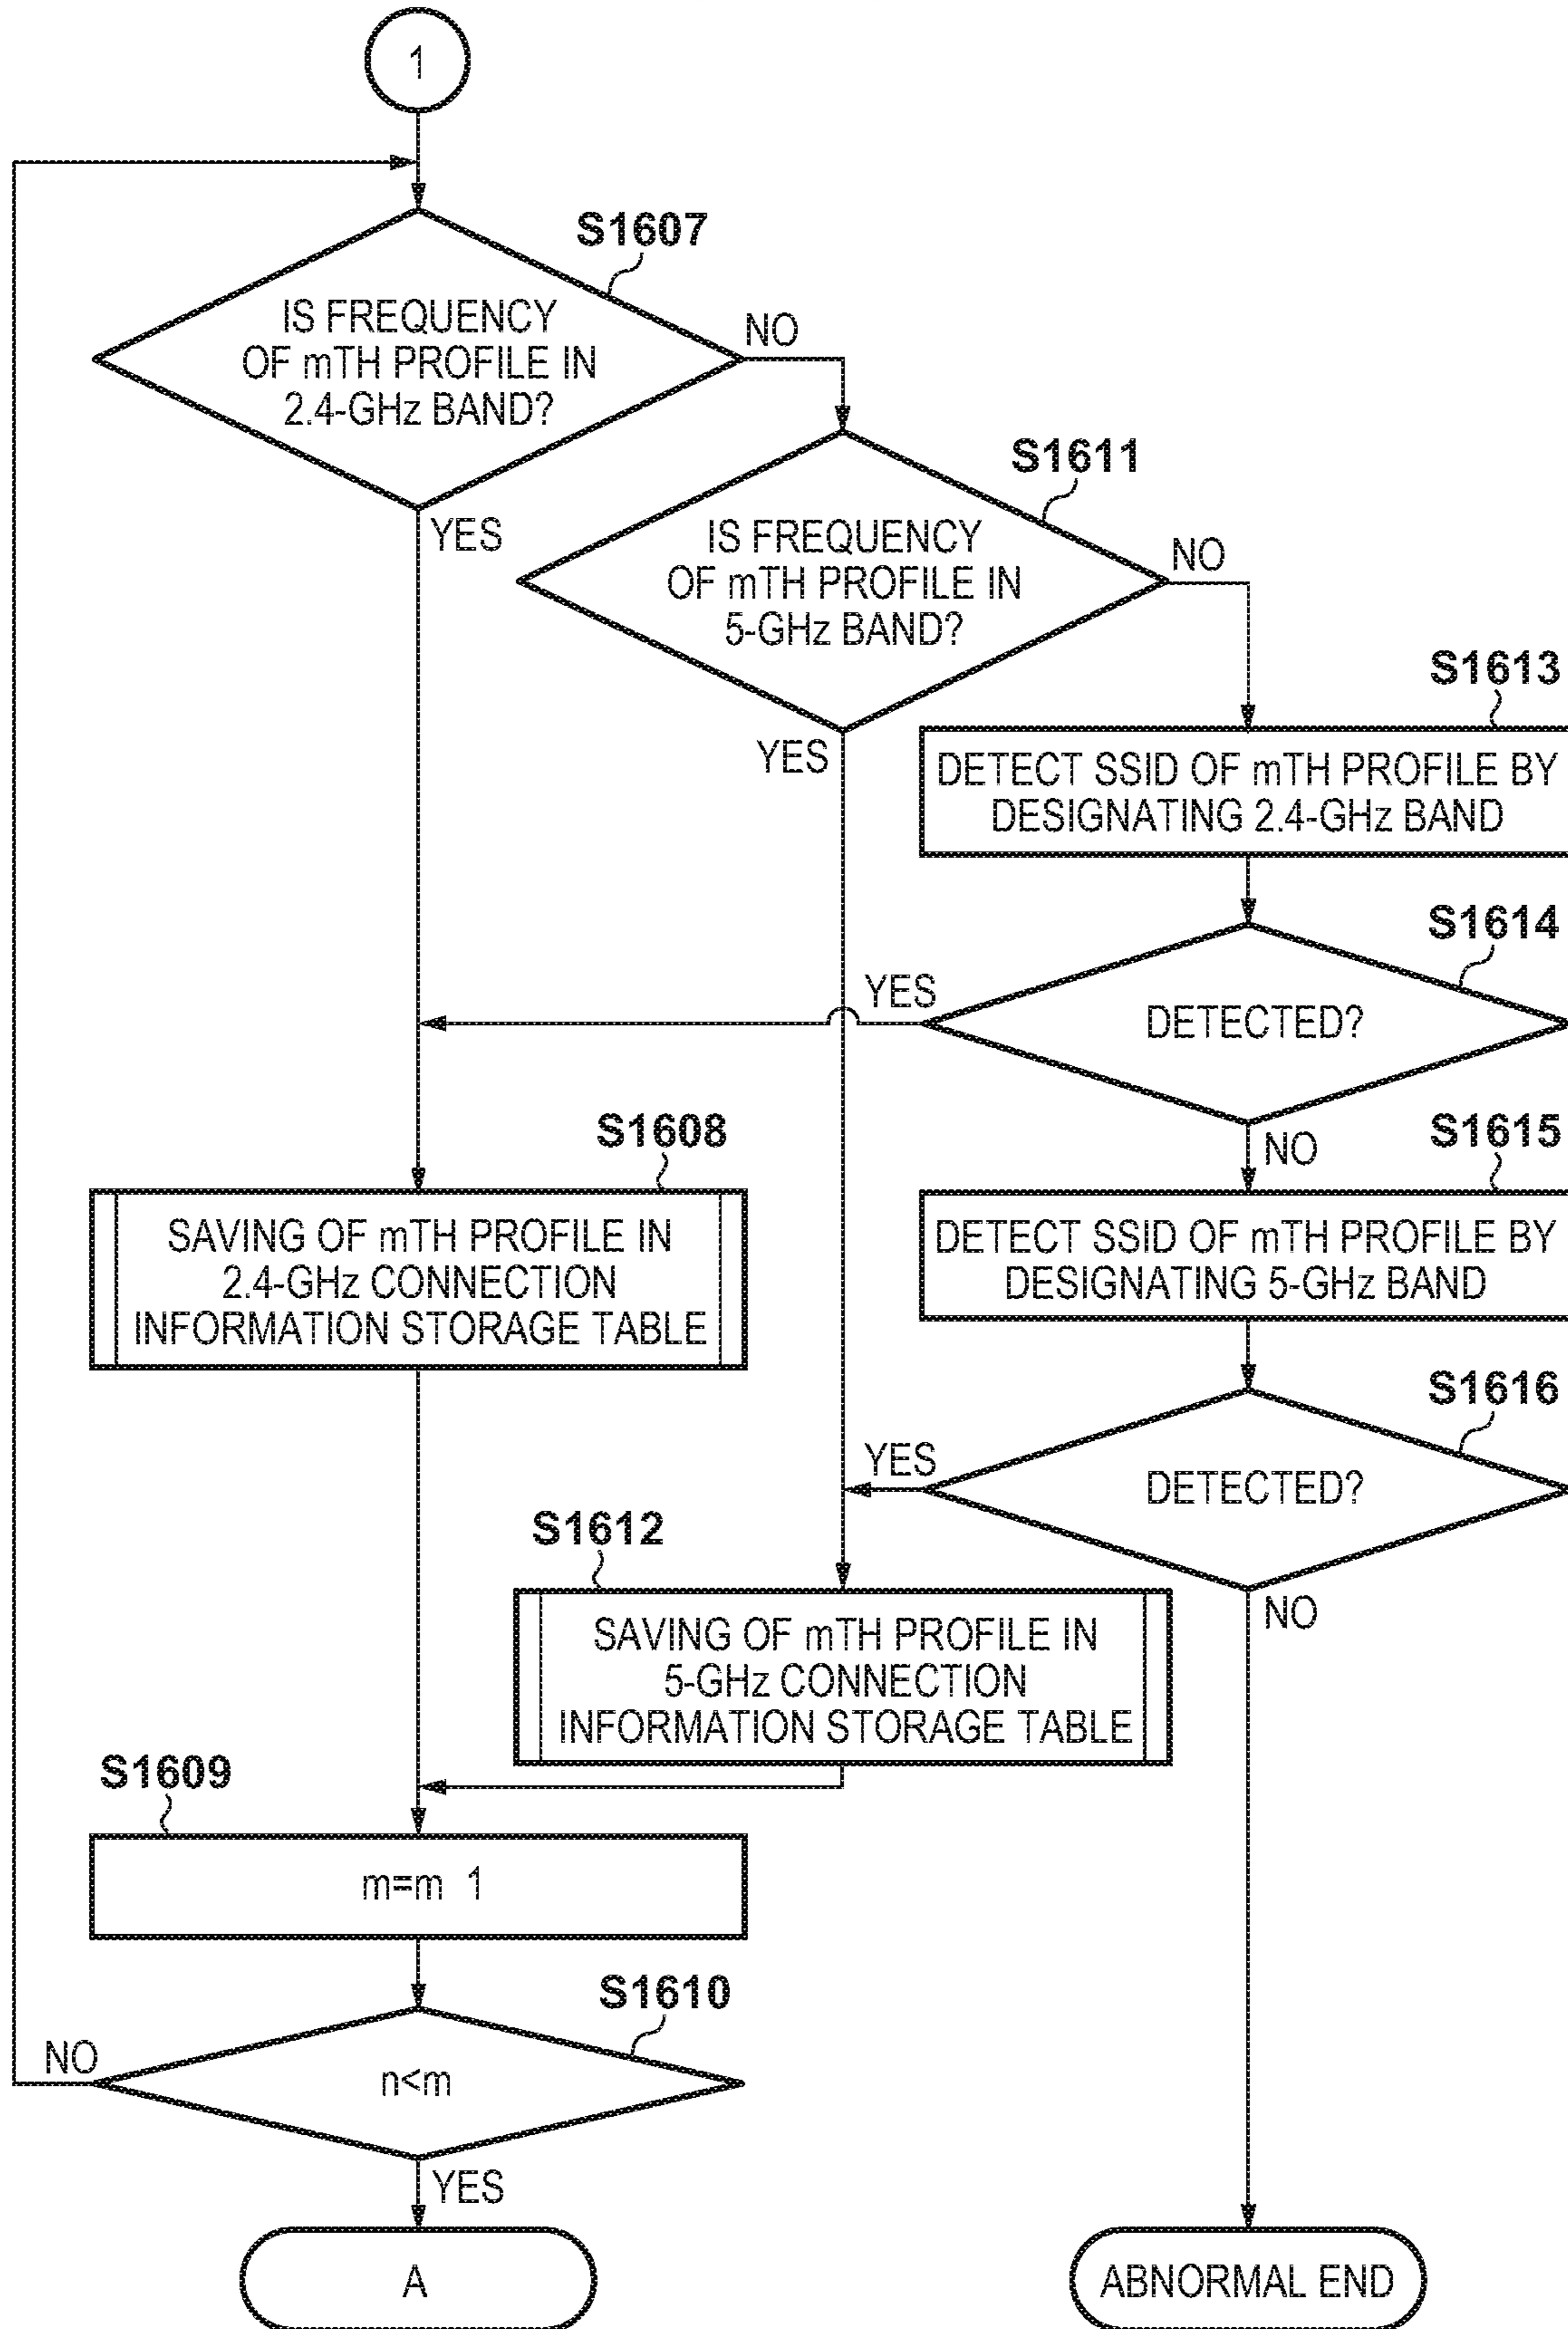 1
S1607
IS FREQUENCY
OF mTH PROFILE IN
2.4-GHz BAND?
NO
YES
S1611
IS FREQUENCY
OF mTH PROFILE IN
5-GHz BAND?
NO
YES
S1613
DETECT SSID OF mTH PROFILE BY
DESIGNATING 2.4-GHz BAND
S1614
DETECTED?
YES
NO
S1608
SAVING OF mTH PROFILE IN
2.4-GHz CONNECTION
INFORMATION STORAGE TABLE
S1615
DETECT SSID OF mTH PROFILE BY
DESIGNATING 5-GHz BAND
S1616
DETECTED?
YES
NO
S1612
SAVING OF mTH PROFILE IN
5-GHz CONNECTION
INFORMATION STORAGE TABLE
S1609
m=m 1
S1610
n<m
NO
YES
A
ABNORMAL END